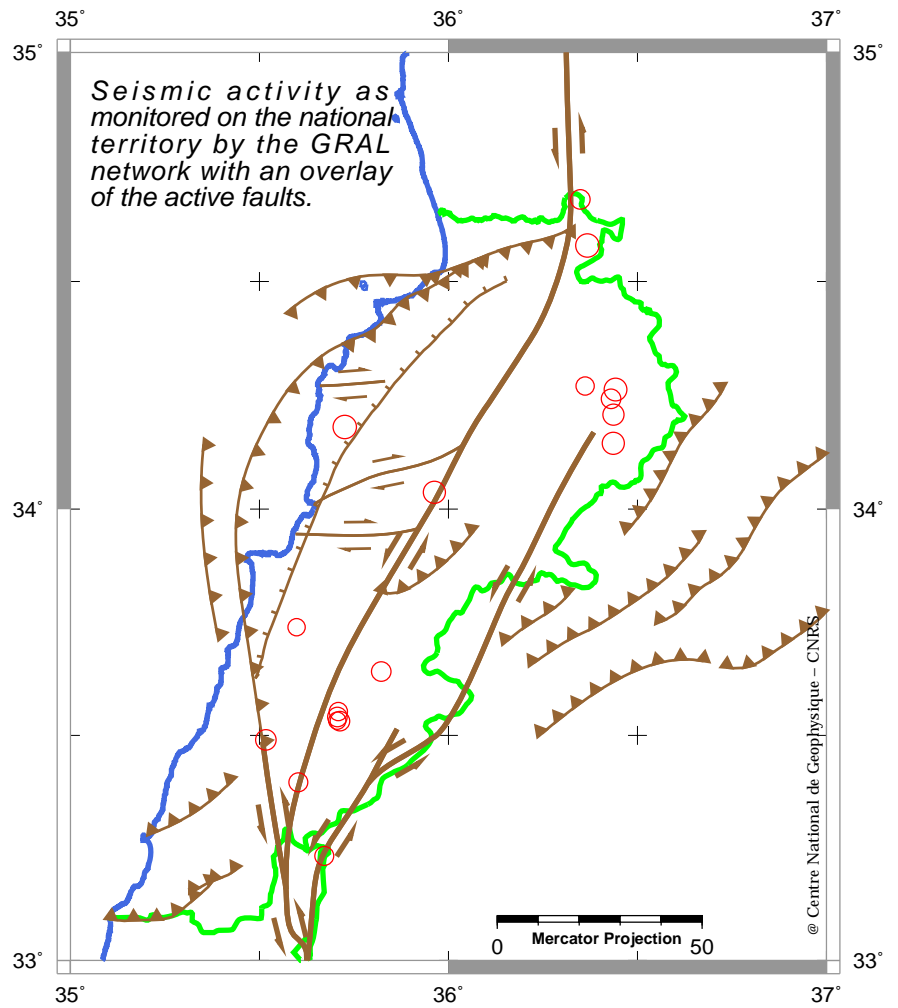 35° 36° 37°
35° 35°
Seismic activity as
monitored on the national
territory by the GRAL
network with an overlay
of the active faults.
34° 34°
@ Centre National de Geophysique – CNRS
Mercator Projection
0 50
33° 33°
35° 36° 37°